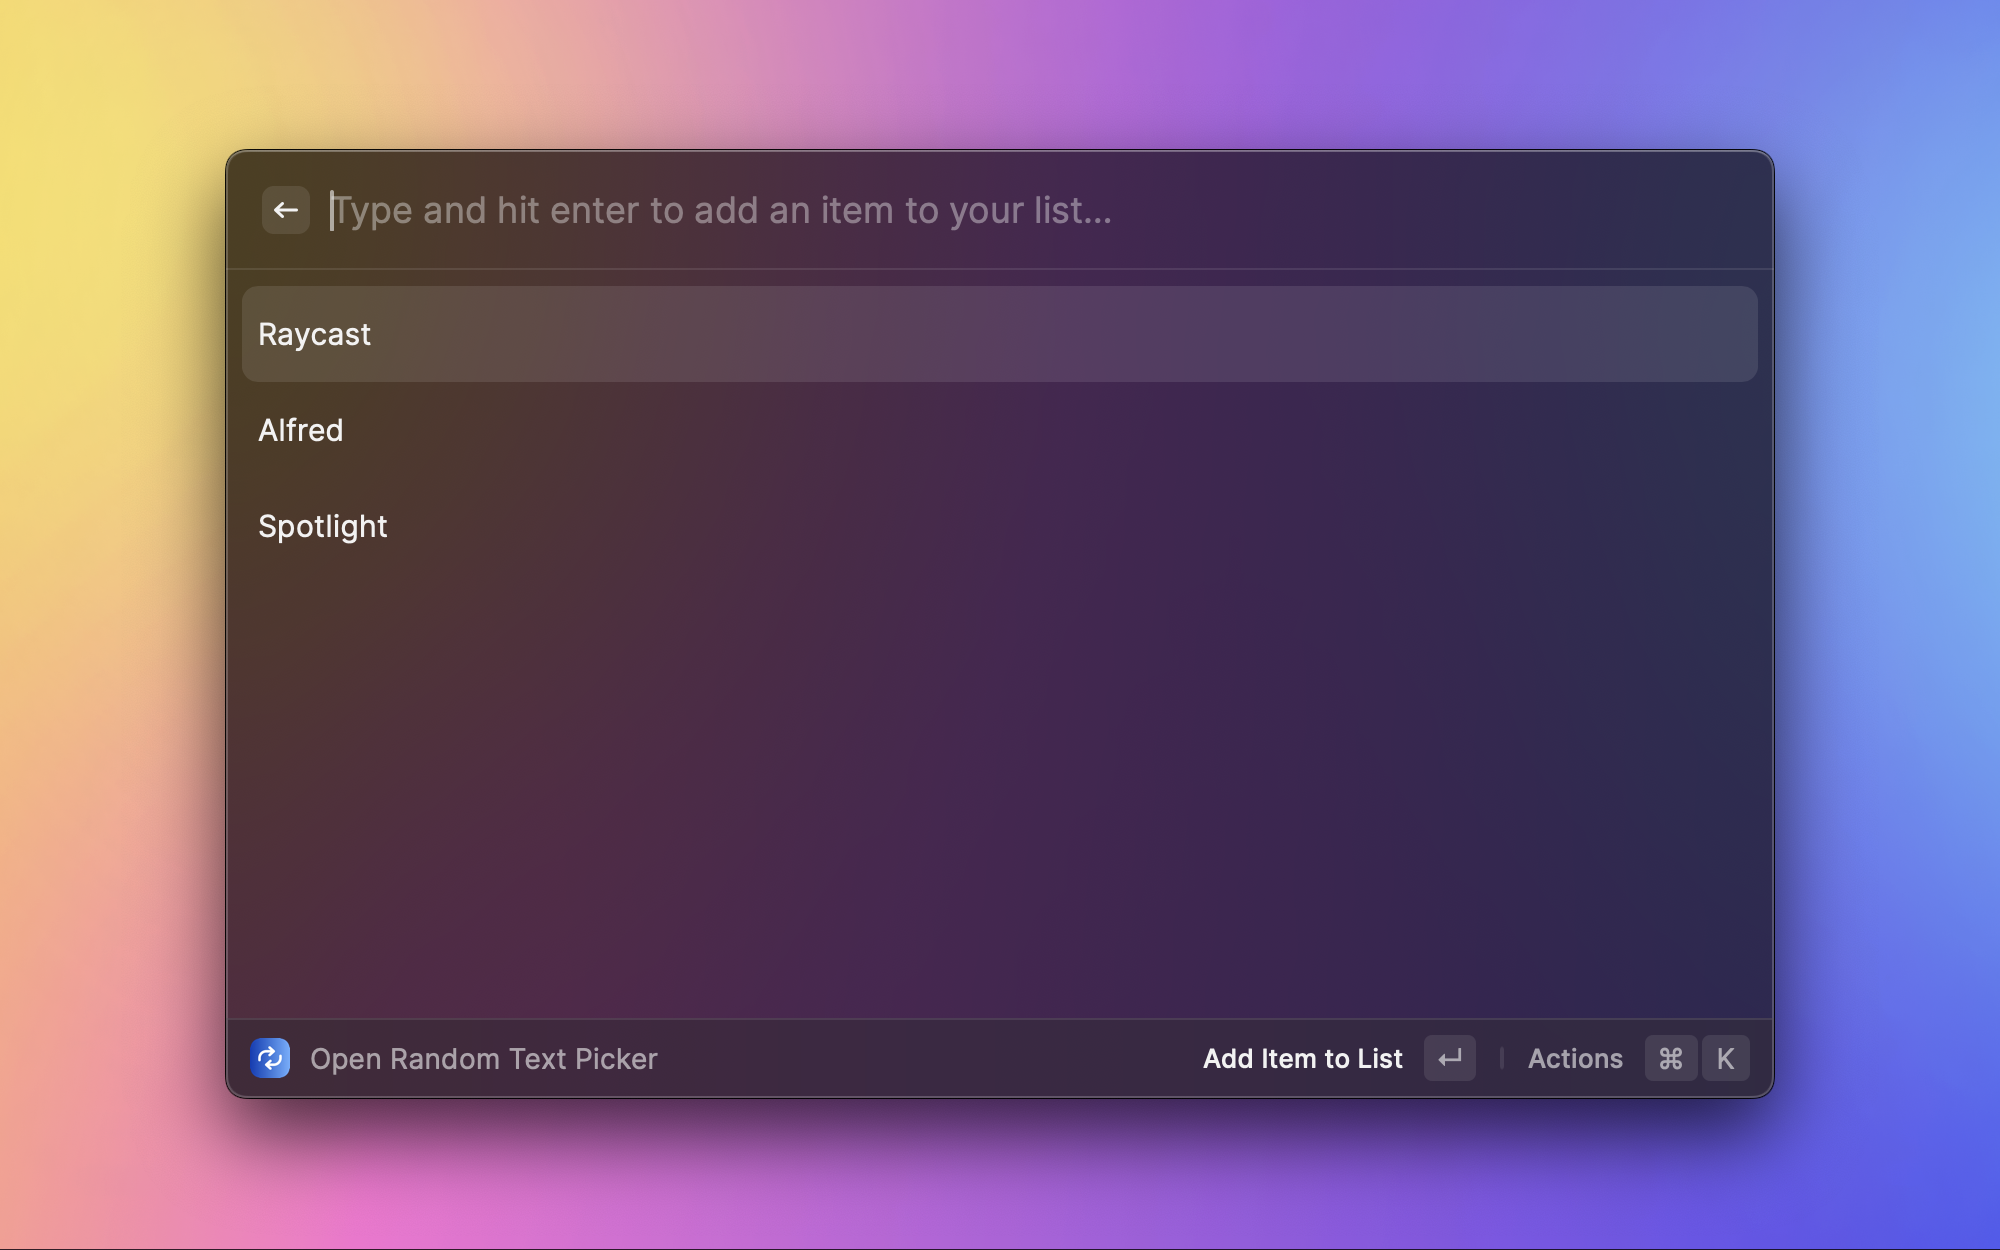 Type and hit enter to add an item to your list...
Raycast
Alfred
Spotlight
Open Random Text Picker
Add Item to List
Actions ⌘ K